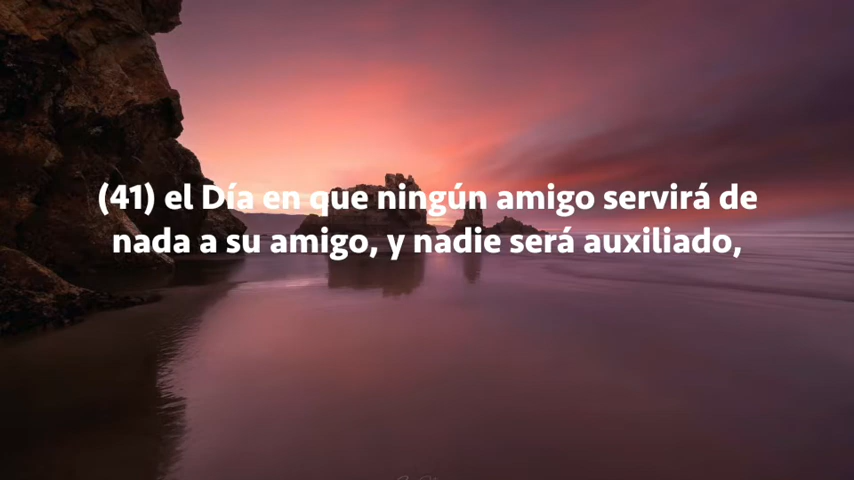 (41) el Día en que ningún amigo servirá de
nada a su amigo, y nadie será auxiliado,